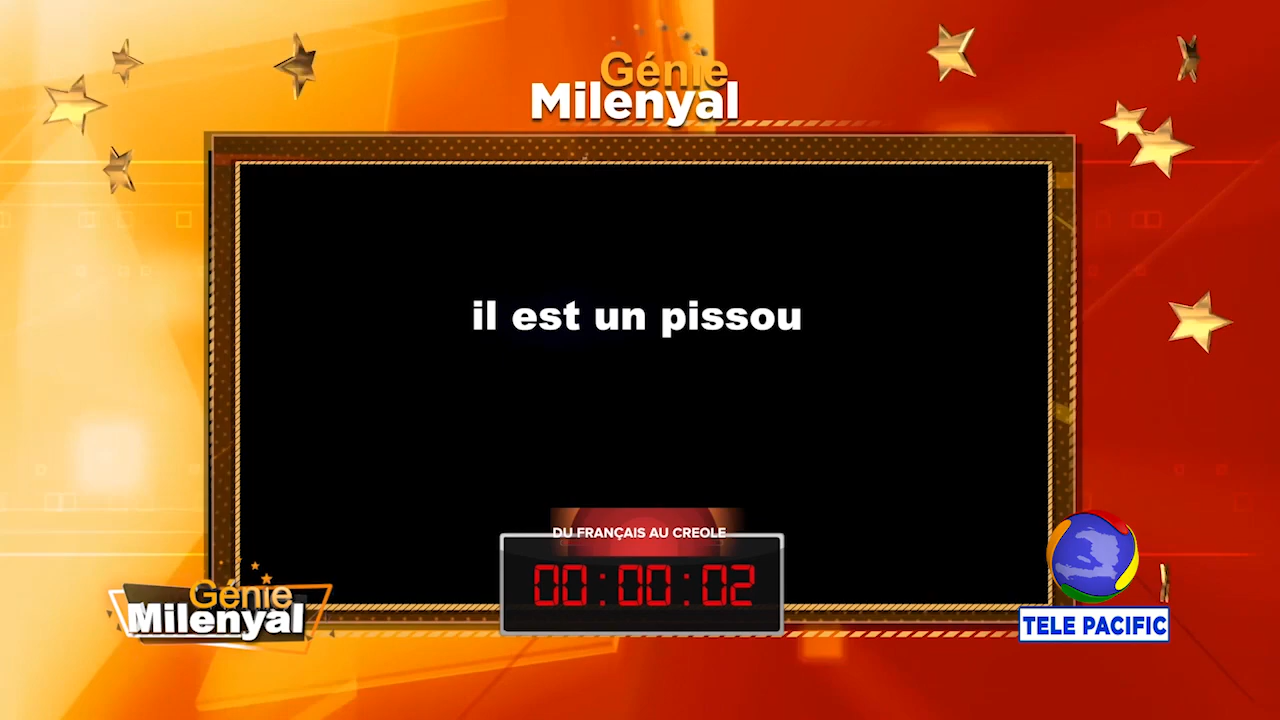 Génie
Milenyal
il est un pissou
DU FRANÇAIS AU CREOLE
00:00:02
Génie
Milenyal
TELE PACIFIC